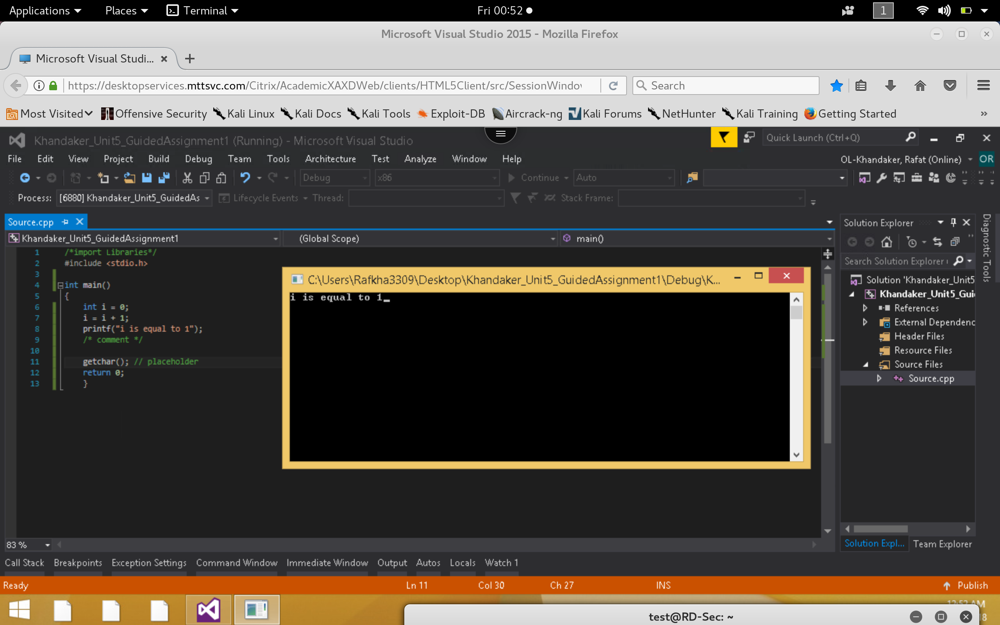 Applications Places Terminal Fri 00:52 1
Microsoft Visual Studio 2015 - Mozilla Firefox
Microsoft Visual Studi...
https://desktopservices.mttsvc.com/Citrix/AcademicXAXDWeb/clients/HTML5Client/src/SessionWindov Search
Most Visited Offensive Security Kali Linux Kali Docs Kali Tools Exploit-DB Aircrack-ng Kali Forums NetHunter Kali Training Getting Started »
Khandaker_Unit5_GuidedAssignment1 (Running) - Microsoft Visual Studio Quick Launch (Ctrl+Q)
File Edit View Project Build Debug Team Tools Architecture Test Analyze Window Help OL-Khandaker, Rafat (Online) OR
Debug x86 Continue Auto
Process: [6880] Khandaker_Unit5_GuidedAs Lifecycle Events Thread: Stack Frame:
Source.cpp
Khandaker_Unit5_GuidedAssignment1 (Global Scope) main()
1 /*import Libraries*/
2 #include <stdio.h>
3
4 int main()
5 {
6 int i = 0;
7 i = i + 1;
8 printf("i is equal to 1");
9 /* comment */
10
11 getchar(); // placeholder
12 return 0;
13 }
C:\Users\Rafkha3309\Desktop\Khandaker_Unit5_GuidedAssignment1\Debug\K...
i is equal to 1_
Solution Explorer
Search Solution Explorer
Solution 'Khandaker_Unit5
Khandaker_Unit5_Gui
References
External Dependenc
Header Files
Resource Files
Source Files
Source.cpp
Solution Expl... Team Explorer
Diagnostic Tools
83 %
Call Stack Breakpoints Exception Settings Command Window Immediate Window Output Autos Locals Watch 1
Ready Ln 11 Col 30 Ch 27 INS Publish
test@RD-Sec: ~